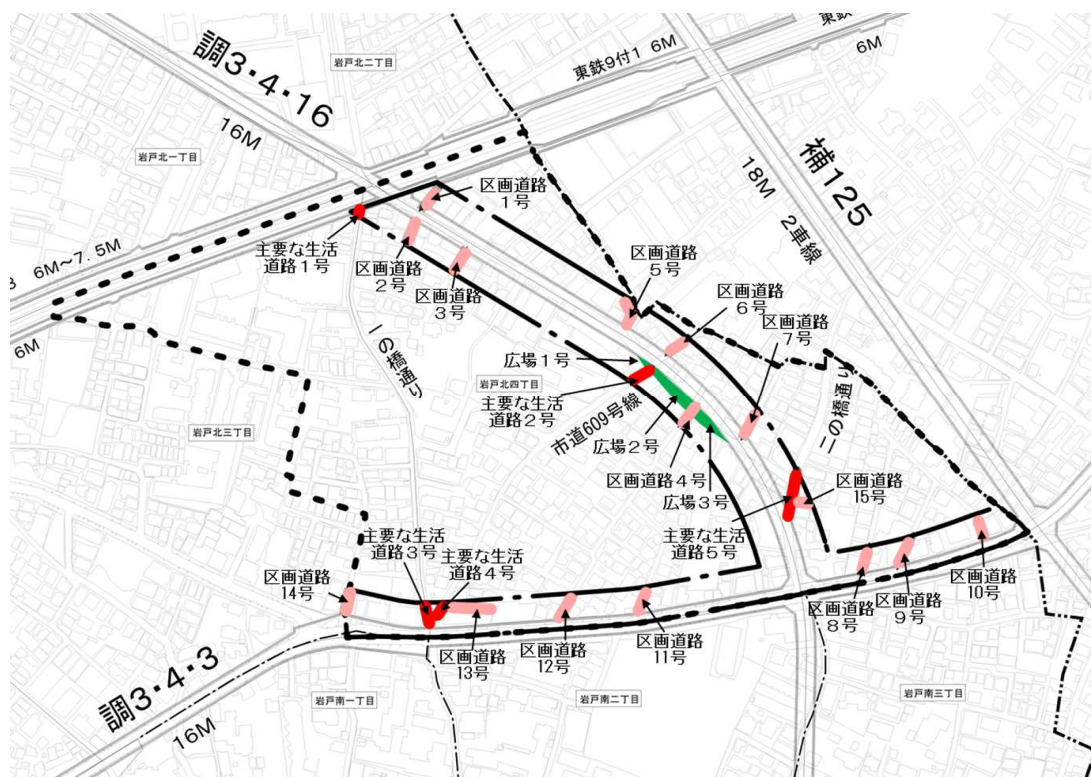 調3・4・16
16M
岩戸北二丁目
東鉄9付1 6M
6M
岩戸北一丁目
補125
18M
2車線
6M~7.5M
6M
区画道路
1号
主要な生活
道路1号
区画道路
2号
区画道路
3号
区画道路
5号
区画道路
6号
区画道路
7号
一の橋通り
二の橋通り
広場1号
岩戸北四丁目
主要な生活
道路2号
市道609号線
広場2号
区画道路4号
広場3号
岩戸北三丁目
区画道路
15号
主要な生活
道路5号
主要な生活
道路3号
主要な生活
道路4号
区画道路
14号
区画道路
13号
区画道路
12号
区画道路
11号
区画道路
8号
区画道路
9号
区画道路
10号
調3・4・3
16M
岩戸南一丁目
岩戸南二丁目
岩戸南三丁目